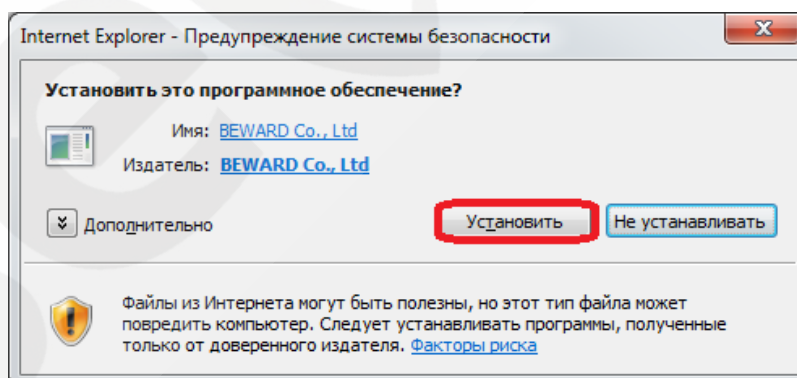 Internet Explorer - Предупреждение системы безопасности
Установить это программное обеспечение?
Имя: BEWARD Co., Ltd
Издатель: BEWARD Co., Ltd
Дополнительно Установить Не устанавливать
Файлы из Интернета могут быть полезны, но этот тип файла может
повредить компьютер. Следует устанавливать программы, полученные
только от доверенного издателя. Факторы риска